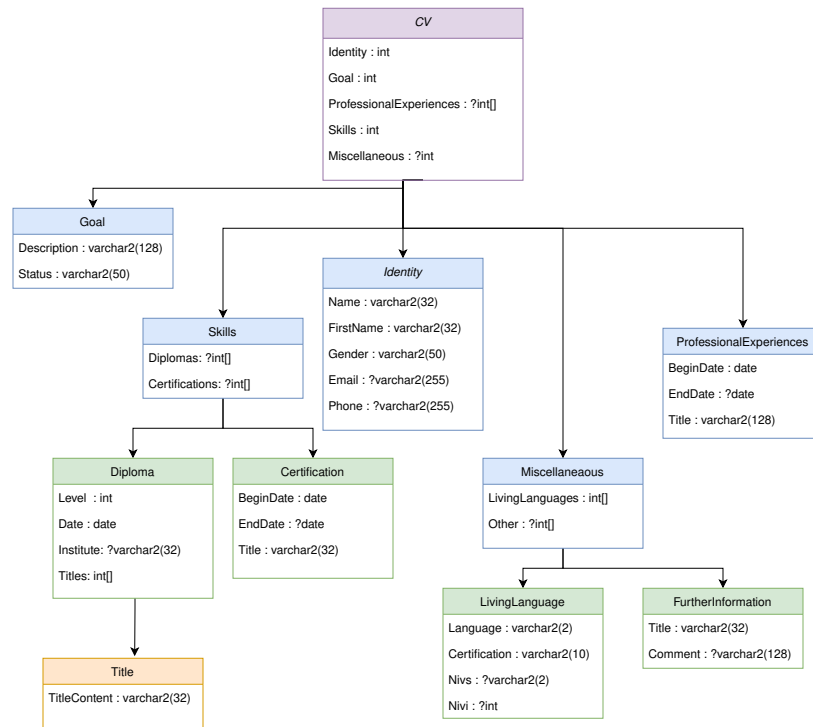 CV
Identity : int
Goal : int
ProfessionalExperiences : ?int[]
Skills : int
Miscellaneous : ?int
Goal
Description : varchar2(128)
Status : varchar2(50)
Identity
Name : varchar2(32)
FirstName : varchar2(32)
Gender : varchar2(50)
Email : ?varchar2(255)
Phone : ?varchar2(255)
Skills
Diplomas: ?int[]
Certifications: ?int[]
ProfessionalExperiences
BeginDate : date
EndDate : ?date
Title : varchar2(128)
Diploma
Level : int
Date : date
Institute: ?varchar2(32)
Titles: int[]
Certification
BeginDate : date
EndDate : ?date
Title : varchar2(32)
Miscellaneaous
LivingLanguages : int[]
Other : ?int[]
LivingLanguage
Language : varchar2(2)
Certification : varchar2(10)
Nivs : ?varchar2(2)
Nivi : ?int
FurtherInformation
Title : varchar2(32)
Comment : ?varchar2(128)
Title
TitleContent : varchar2(32)